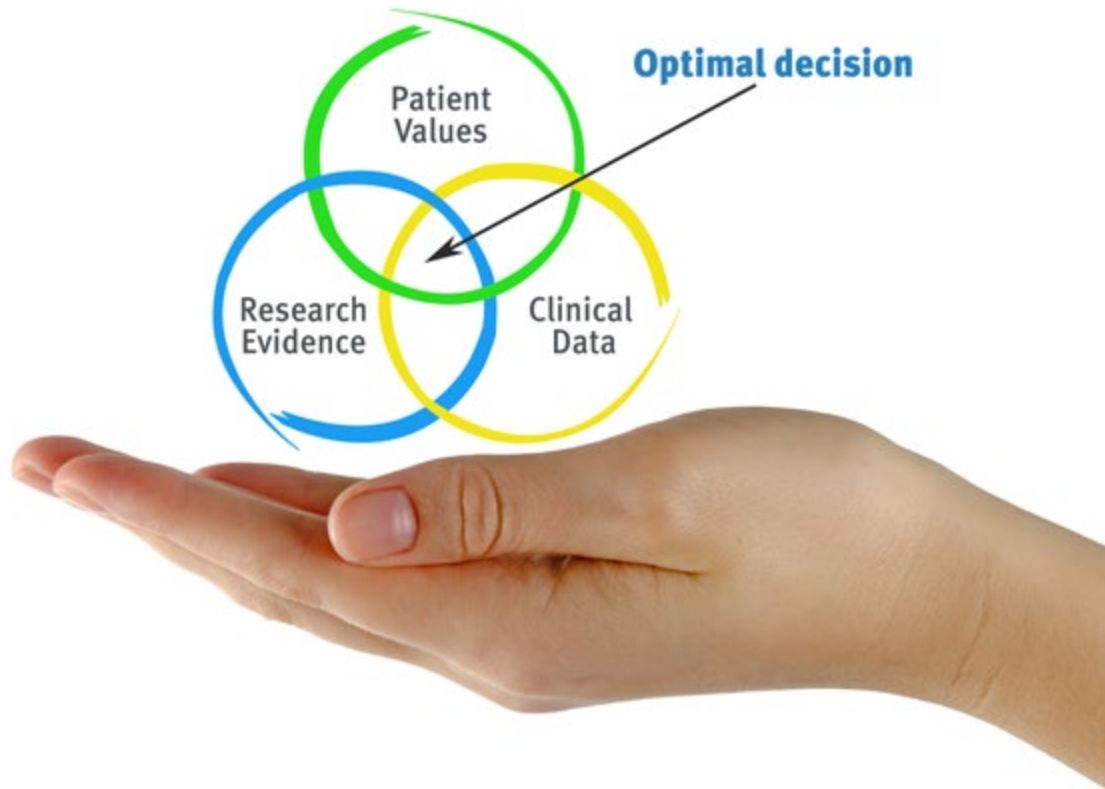 Optimal decision
Patient
Values
Research
Evidence
Clinical
Data